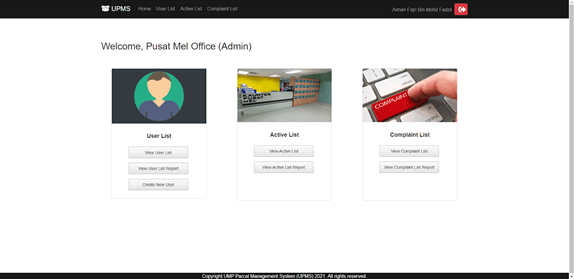 UPMS Home User List Active List Complaint List Aiman Fiqri Bin Mohd Fadzli
Welcome, Pusat Mel Office (Admin)
COMPLAINT
User List
Active List
Complaint List
View User List
View Active List
View Complaint List
View User List Report
View Active List Report
View Complaint List Report
Create New User
Copyright UMP Parcel Management System (UPMS) 2021. All rights reserved.